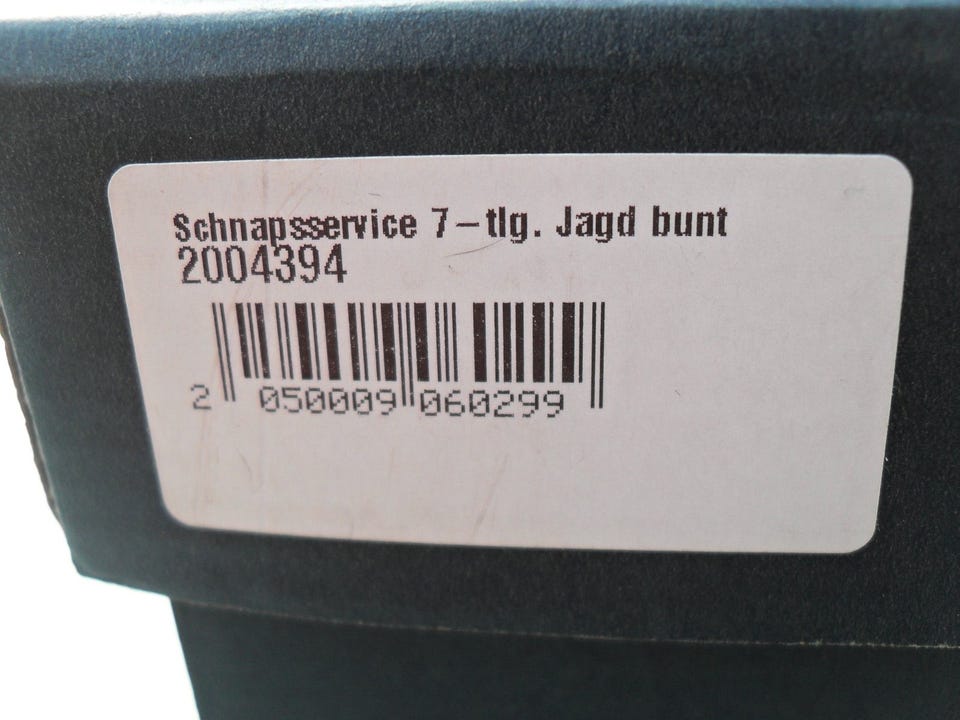 Schnapsservice 7-tlg. Jagd bunt
2004394
2 050009 060299